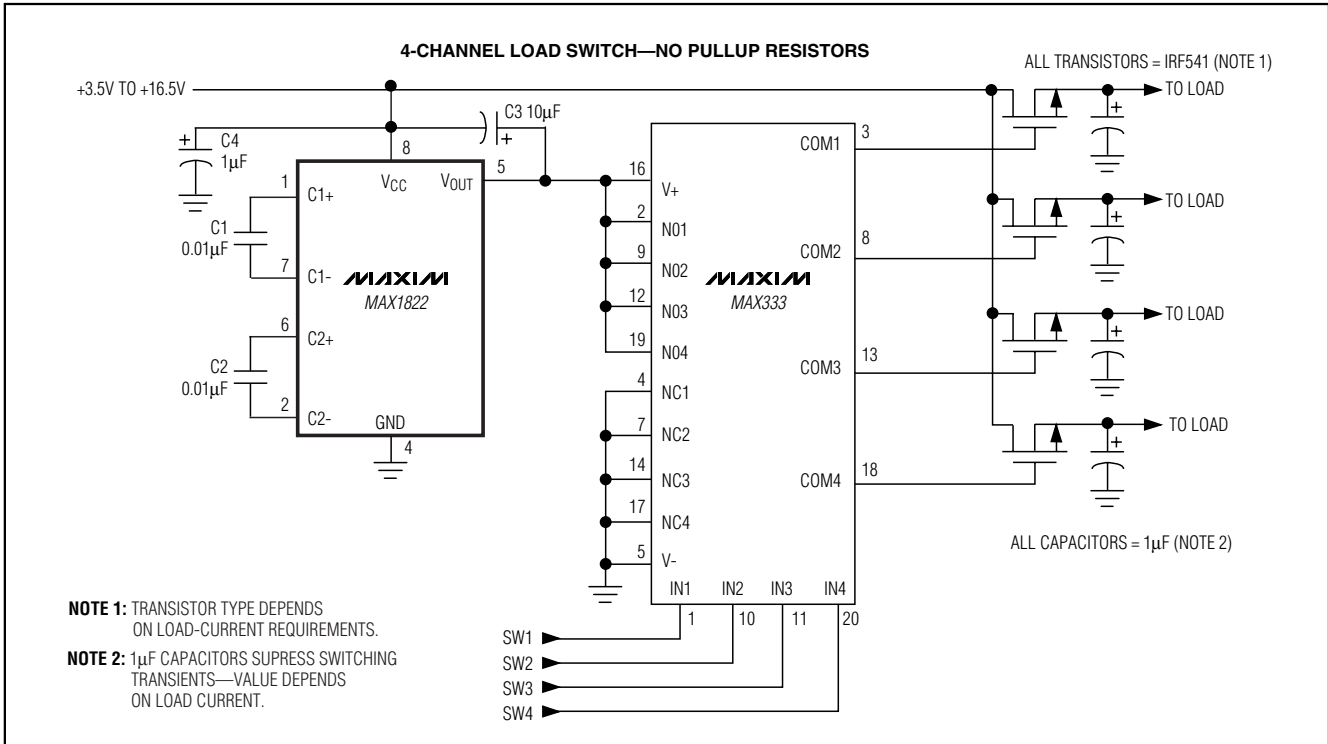 4-CHANNEL LOAD SWITCH—NO PULLUP RESISTORS
ALL TRANSISTORS = IRF541 (NOTE 1)
+3.5V TO +16.5V
TO LOAD
C3 10µF
+
C4
1µF
+
8
VCC
VOUT
5
1
C1+
C1
0.01µF
7
C1-
MAXIM
MAX1822
6
C2+
C2
0.01µF
2
C2-
GND
4
16
V+
2
N01
9
N02
12
N03
19
N04
4
NC1
7
NC2
14
NC3
17
NC4
5
V-
MAXIM
MAX333
COM1
3
COM2
8
COM3
13
COM4
18
IN1
IN2
IN3
IN4
1
10
11
20
+
TO LOAD
+
TO LOAD
+
TO LOAD
+
ALL CAPACITORS = 1µF (NOTE 2)
SW1
SW2
SW3
SW4
NOTE 1: TRANSISTOR TYPE DEPENDS
ON LOAD-CURRENT REQUIREMENTS.
NOTE 2: 1µF CAPACITORS SUPRESS SWITCHING
TRANSIENTS—VALUE DEPENDS
ON LOAD CURRENT.